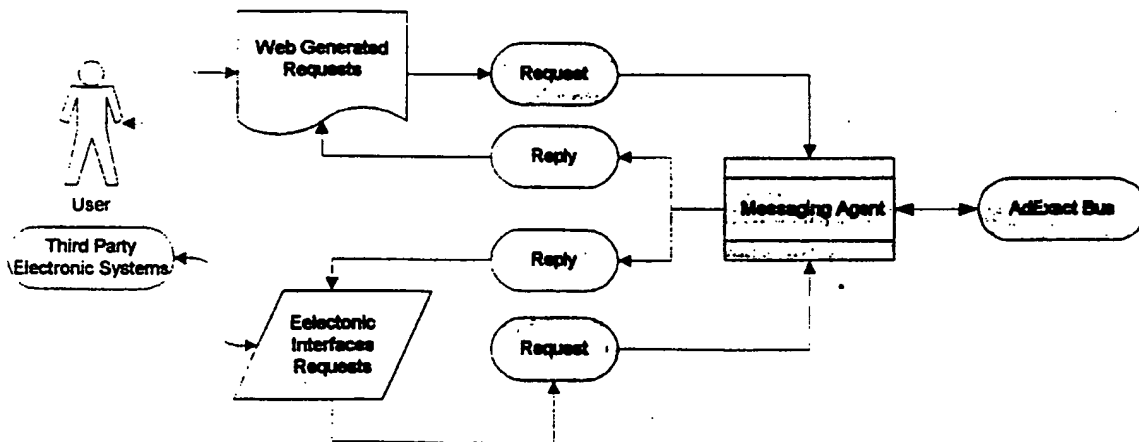 Web Generated
Requests
Request
Reply
User
Messaging Agent
AdExact Bus
Third Party
Electronic Systems
Reply
Eelectonic
Interfaces
Requests
Request